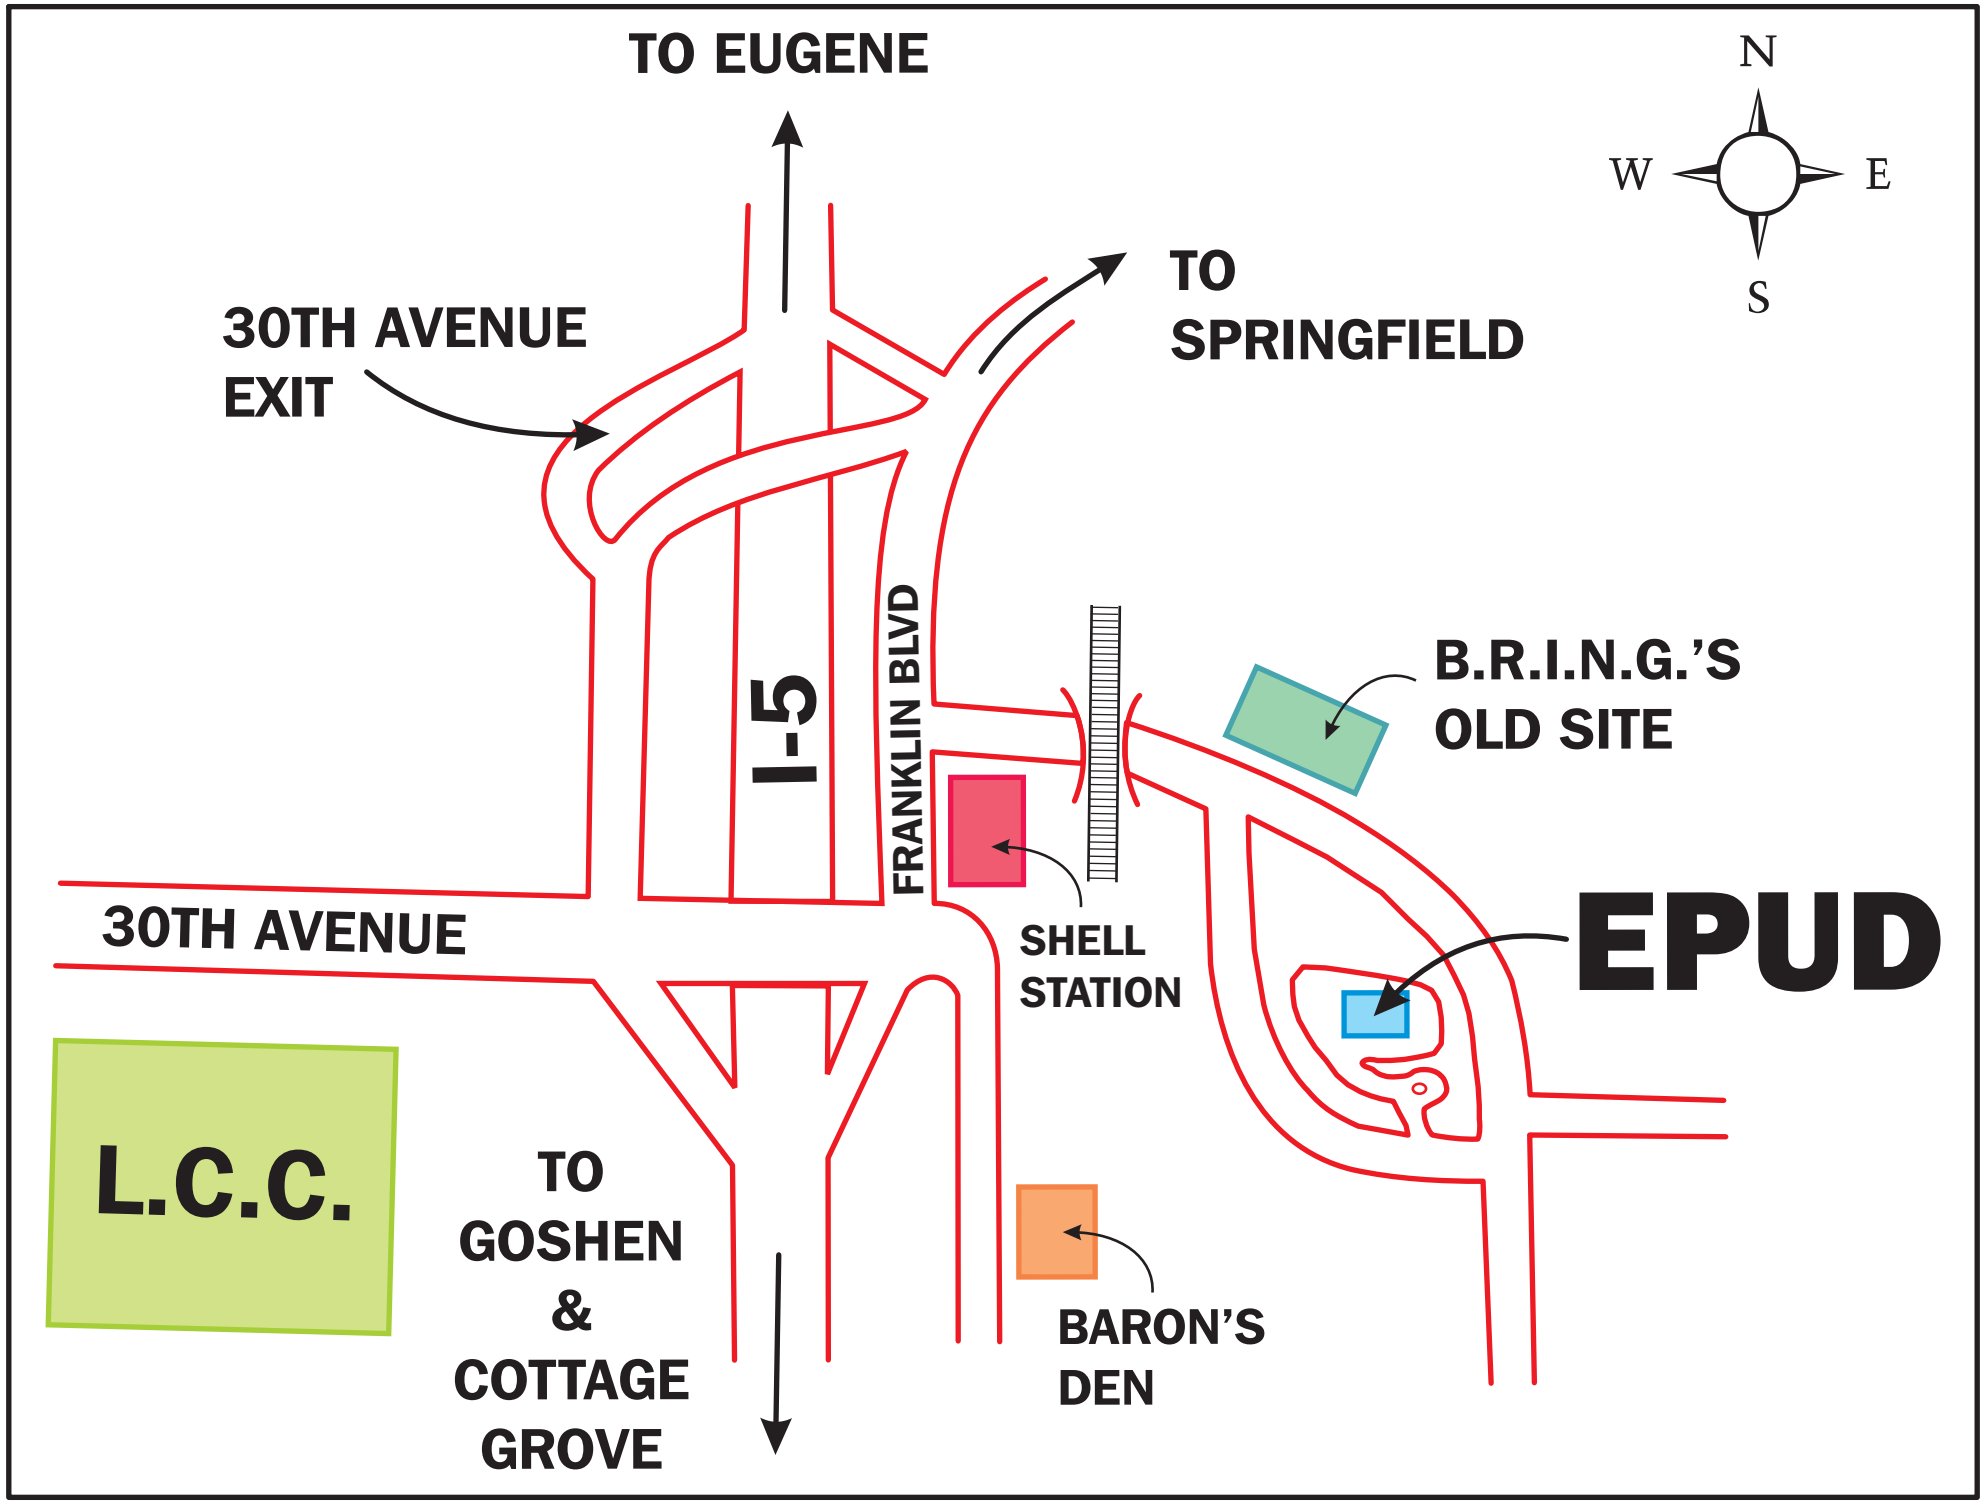 TO EUGENE
N
W
E
S
TO
SPRINGFIELD
30TH AVENUE
EXIT
B.R.I.N.G.’S
OLD SITE
I-5
FRANKLIN BLVD
30TH AVENUE
SHELL
STATION
EPUD
L.C.C.
TO
GOSHEN
&
COTTAGE
GROVE
BARON’S
DEN